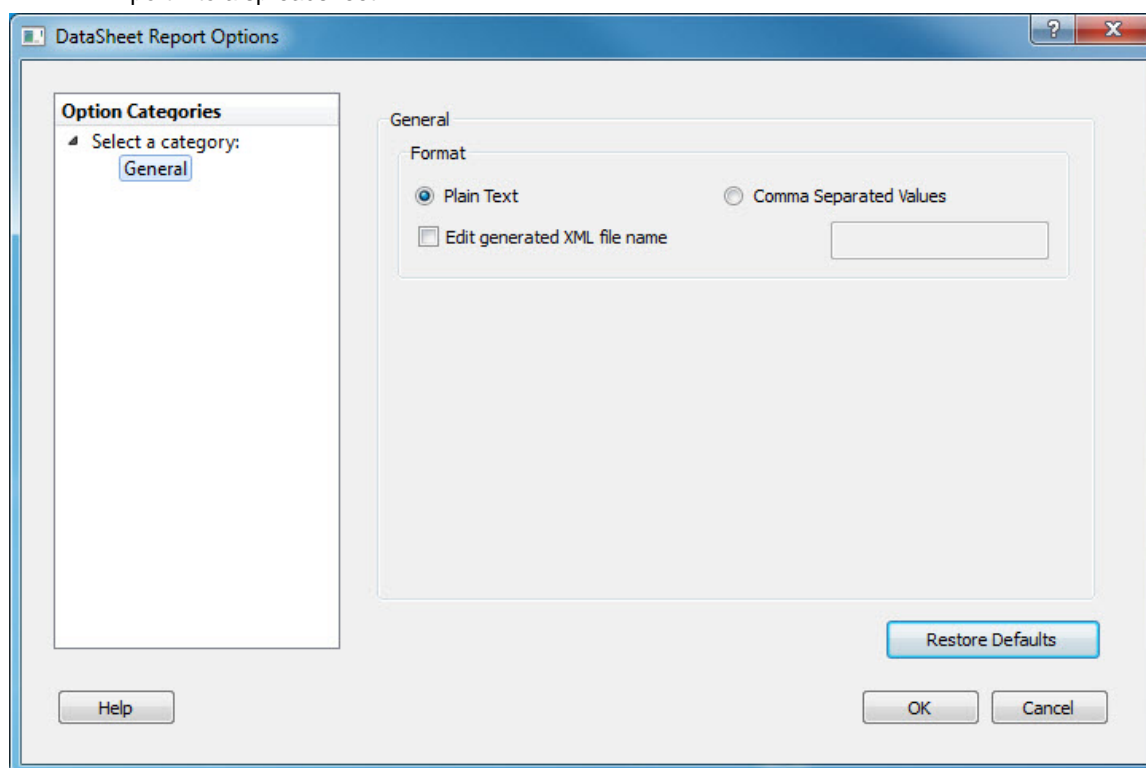 DataSheet Report Options
?
X
Option Categories
Select a category:
General
General
Format
Plain Text
Comma Separated Values
Edit generated XML file name
Restore Defaults
Help
OK
Cancel